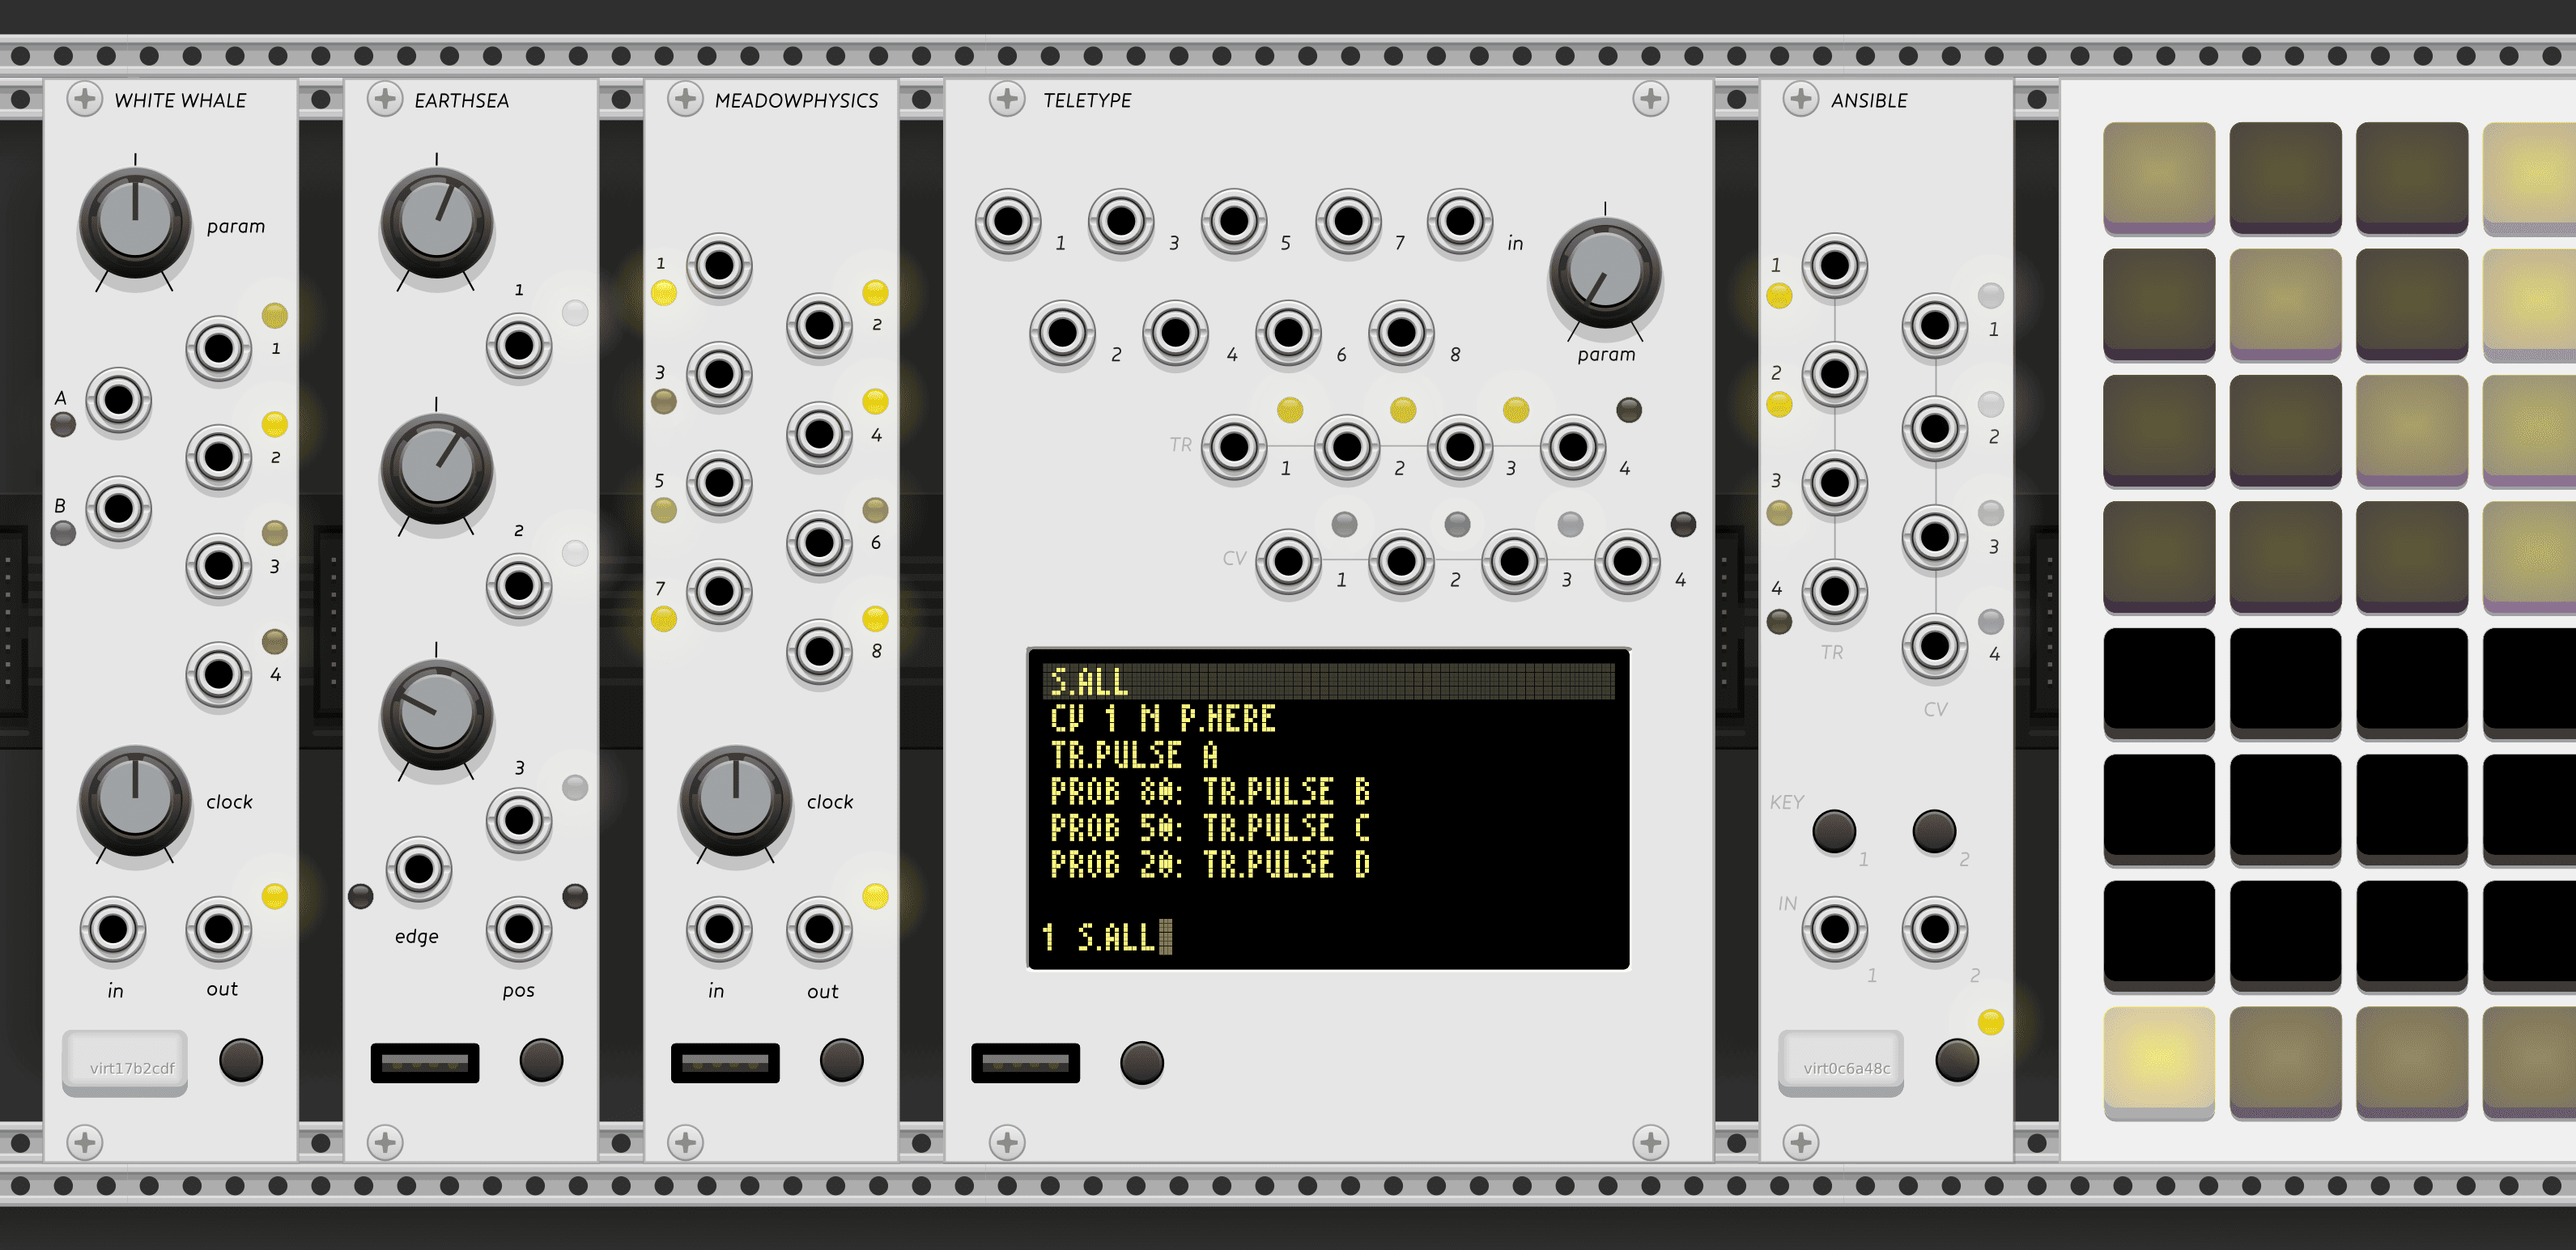 WHITE WHALE
param
1
A
2
B
3
4
clock
in
out
virt17b2cdf
EARTHSEA
1
2
3
edge
pos
MEADOWPHYSICS
1
2
3
4
5
6
7
8
clock
in
out
TELETYPE
1
3
5
7
in
2
4
6
8
param
TR
1
2
3
4
CV
1
2
3
4
S.ALL
CV 1 M P.HERE
TR.PULSE A
PROB 80: TR.PULSE B
PROB 50: TR.PULSE C
PROB 20: TR.PULSE D
1 S.ALL
ANSIBLE
1
1
2
2
3
3
4
4
TR
CV
KEY
1
2
IN
1
2
virt0c6a48c